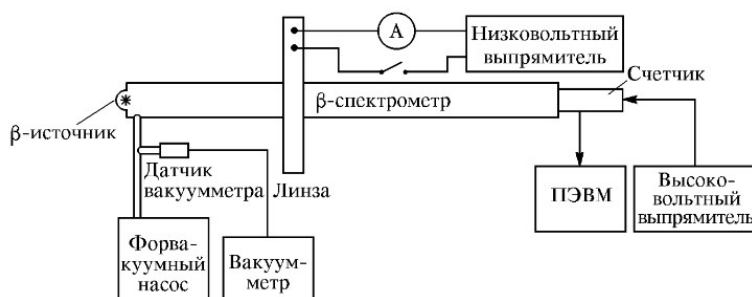 А
Низковольтный
выпрямитель
Счетчик
β-спектрометр
β-источник
Датчик
вакуумметра
Линза
ПЭВМ
Высоко-
вольтный
выпрямитель
Форва-
куумный
насос
Вакуум-
метр